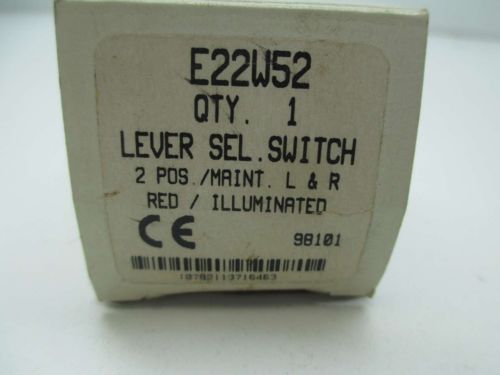 E22W52
QTY. 1
LEVER SEL.SWITCH
2 POS./MAINT. L & R
RED / ILLUMINATED
CE 98101